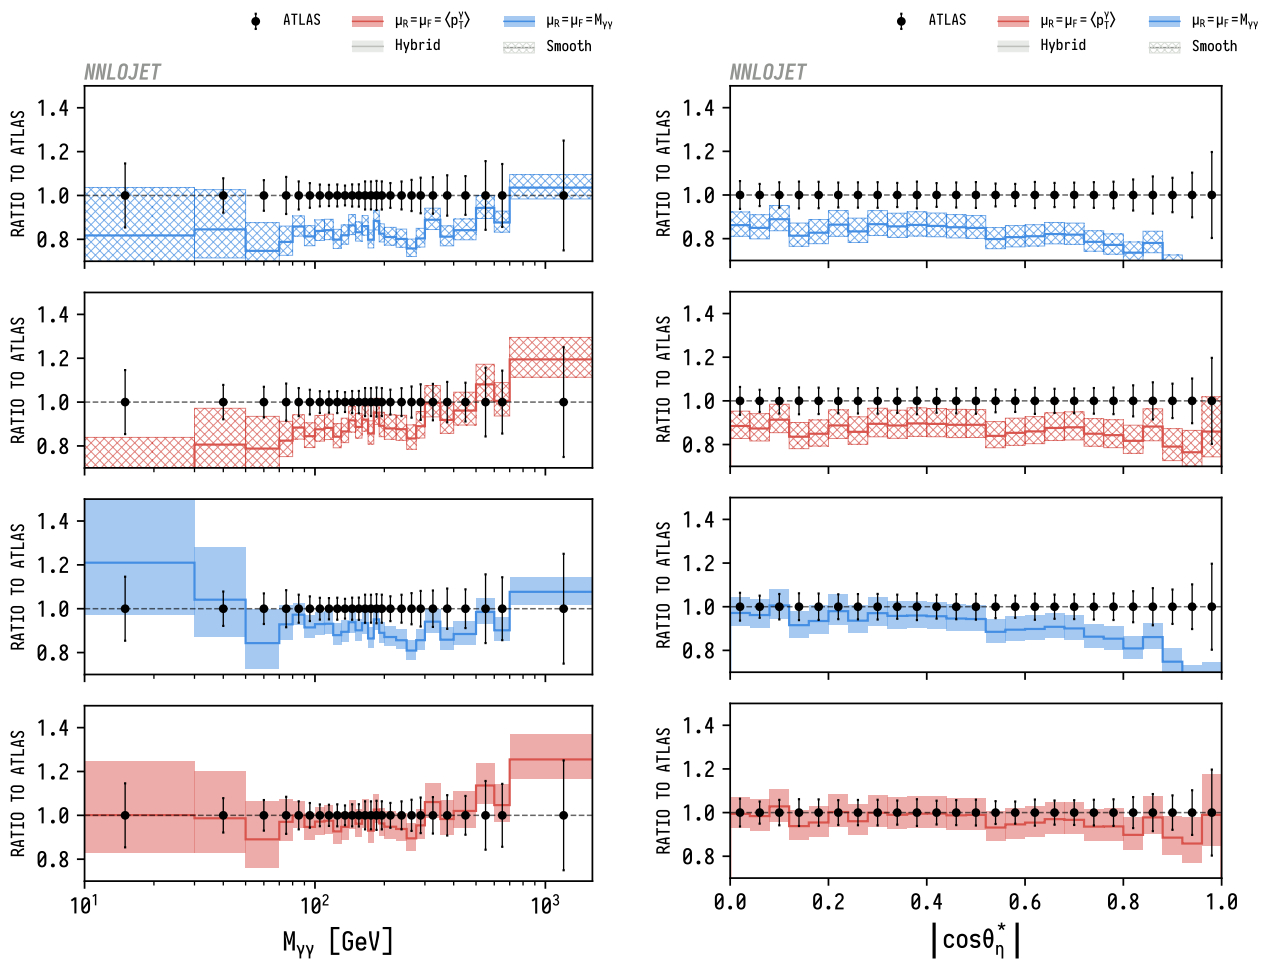 ATLAS μR=μF=⟨pTγ⟩ μR=μF=Mγγ
Hybrid Smooth
ATLAS μR=μF=⟨pTγ⟩ μR=μF=Mγγ
Hybrid Smooth
NNLOJET
NNLOJET
RATIO TO ATLAS
1.4
1.2
1.0
0.8
RATIO TO ATLAS
1.4
1.2
1.0
0.8
RATIO TO ATLAS
1.4
1.2
1.0
0.8
RATIO TO ATLAS
1.4
1.2
1.0
0.8
RATIO TO ATLAS
1.4
1.2
1.0
0.8
RATIO TO ATLAS
1.4
1.2
1.0
0.8
RATIO TO ATLAS
1.4
1.2
1.0
0.8
RATIO TO ATLAS
1.4
1.2
1.0
0.8
10¹ 10² 10³
Mγγ [GeV]
0.0 0.2 0.4 0.6 0.8 1.0
|cosθη*|